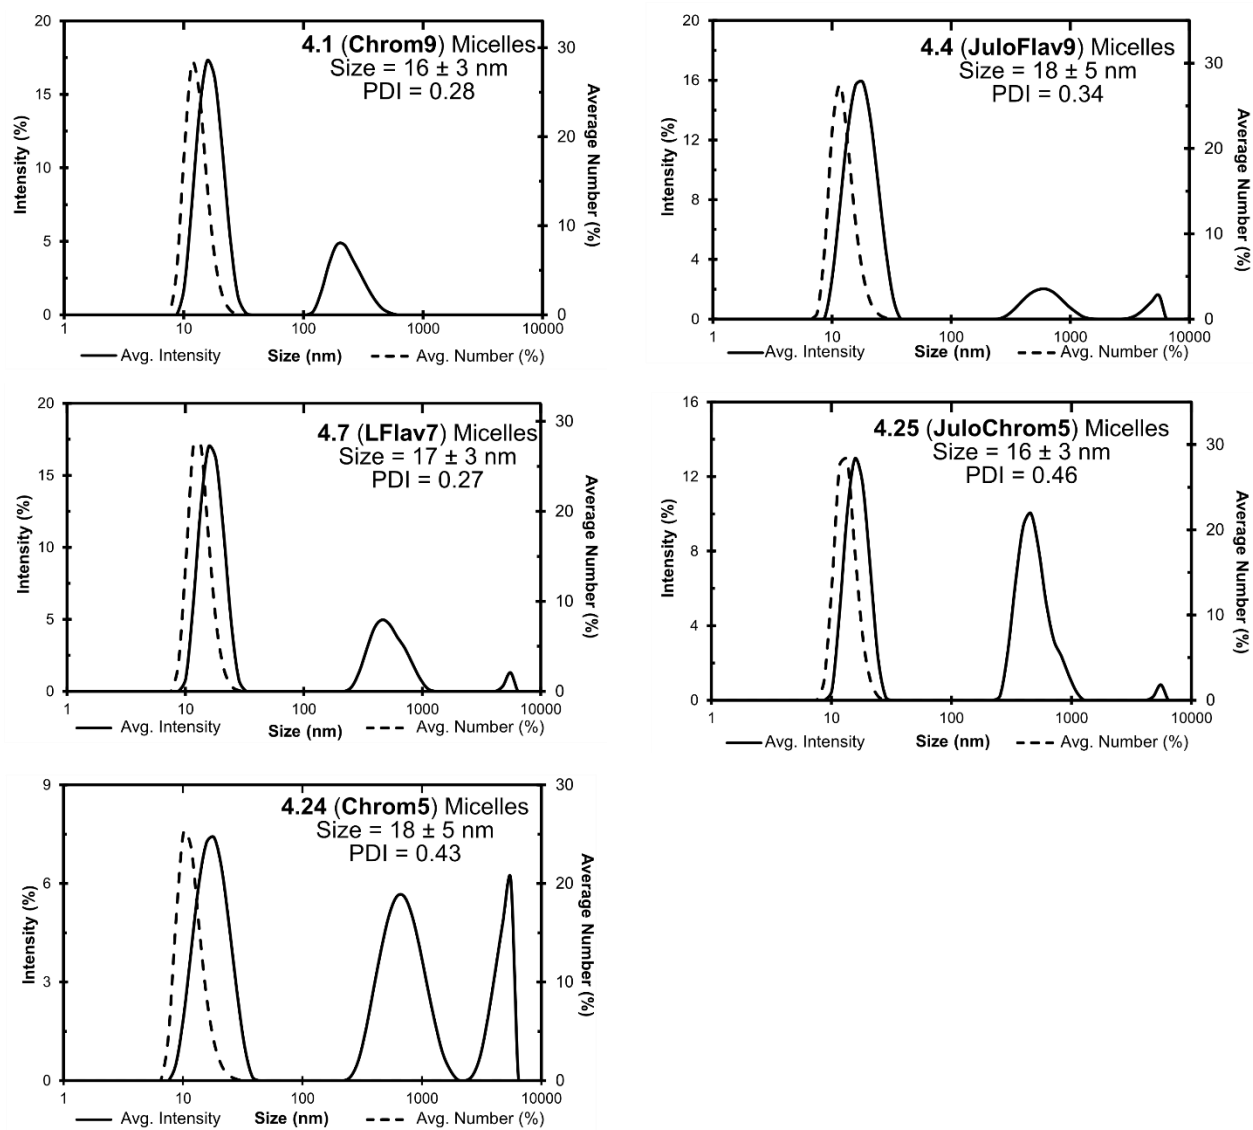 4.1 (Chrom9) Micelles
Size = 16 ± 3 nm
PDI = 0.28
Intensity (%)
20
15
10
5
0
Average Number (%)
30
20
10
0
1 10 100 1000 10000
Avg. Intensity Size (nm) Avg. Number (%)
4.4 (JuloFlav9) Micelles
Size = 18 ± 5 nm
PDI = 0.34
Intensity (%)
20
16
12
8
4
0
Average Number (%)
30
20
10
0
1 10 100 1000 10000
Avg. Intensity Size (nm) Avg. Number (%)
4.7 (LFlav7) Micelles
Size = 17 ± 3 nm
PDI = 0.27
Intensity (%)
20
15
10
5
0
Average Number (%)
30
20
10
0
1 10 100 1000 10000
Avg. Intensity Size (nm) Avg. Number (%)
4.25 (JuloChrom5) Micelles
Size = 16 ± 3 nm
PDI = 0.46
Intensity (%)
16
12
8
4
0
Average Number (%)
30
20
10
0
1 10 100 1000 10000
Avg. Intensity Size (nm) Avg. Number (%)
4.24 (Chrom5) Micelles
Size = 18 ± 5 nm
PDI = 0.43
Intensity (%)
9
6
3
0
Average Number (%)
30
20
10
0
1 10 100 1000 10000
Avg. Intensity Size (nm) Avg. Number (%)